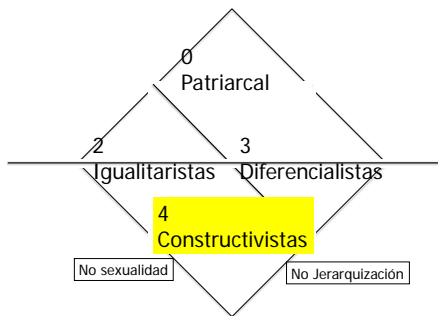 0
Patriarcal
2
Igualitaristas
3
Diferencialistas
4
Constructivistas
No sexualidad
No Jerarquización